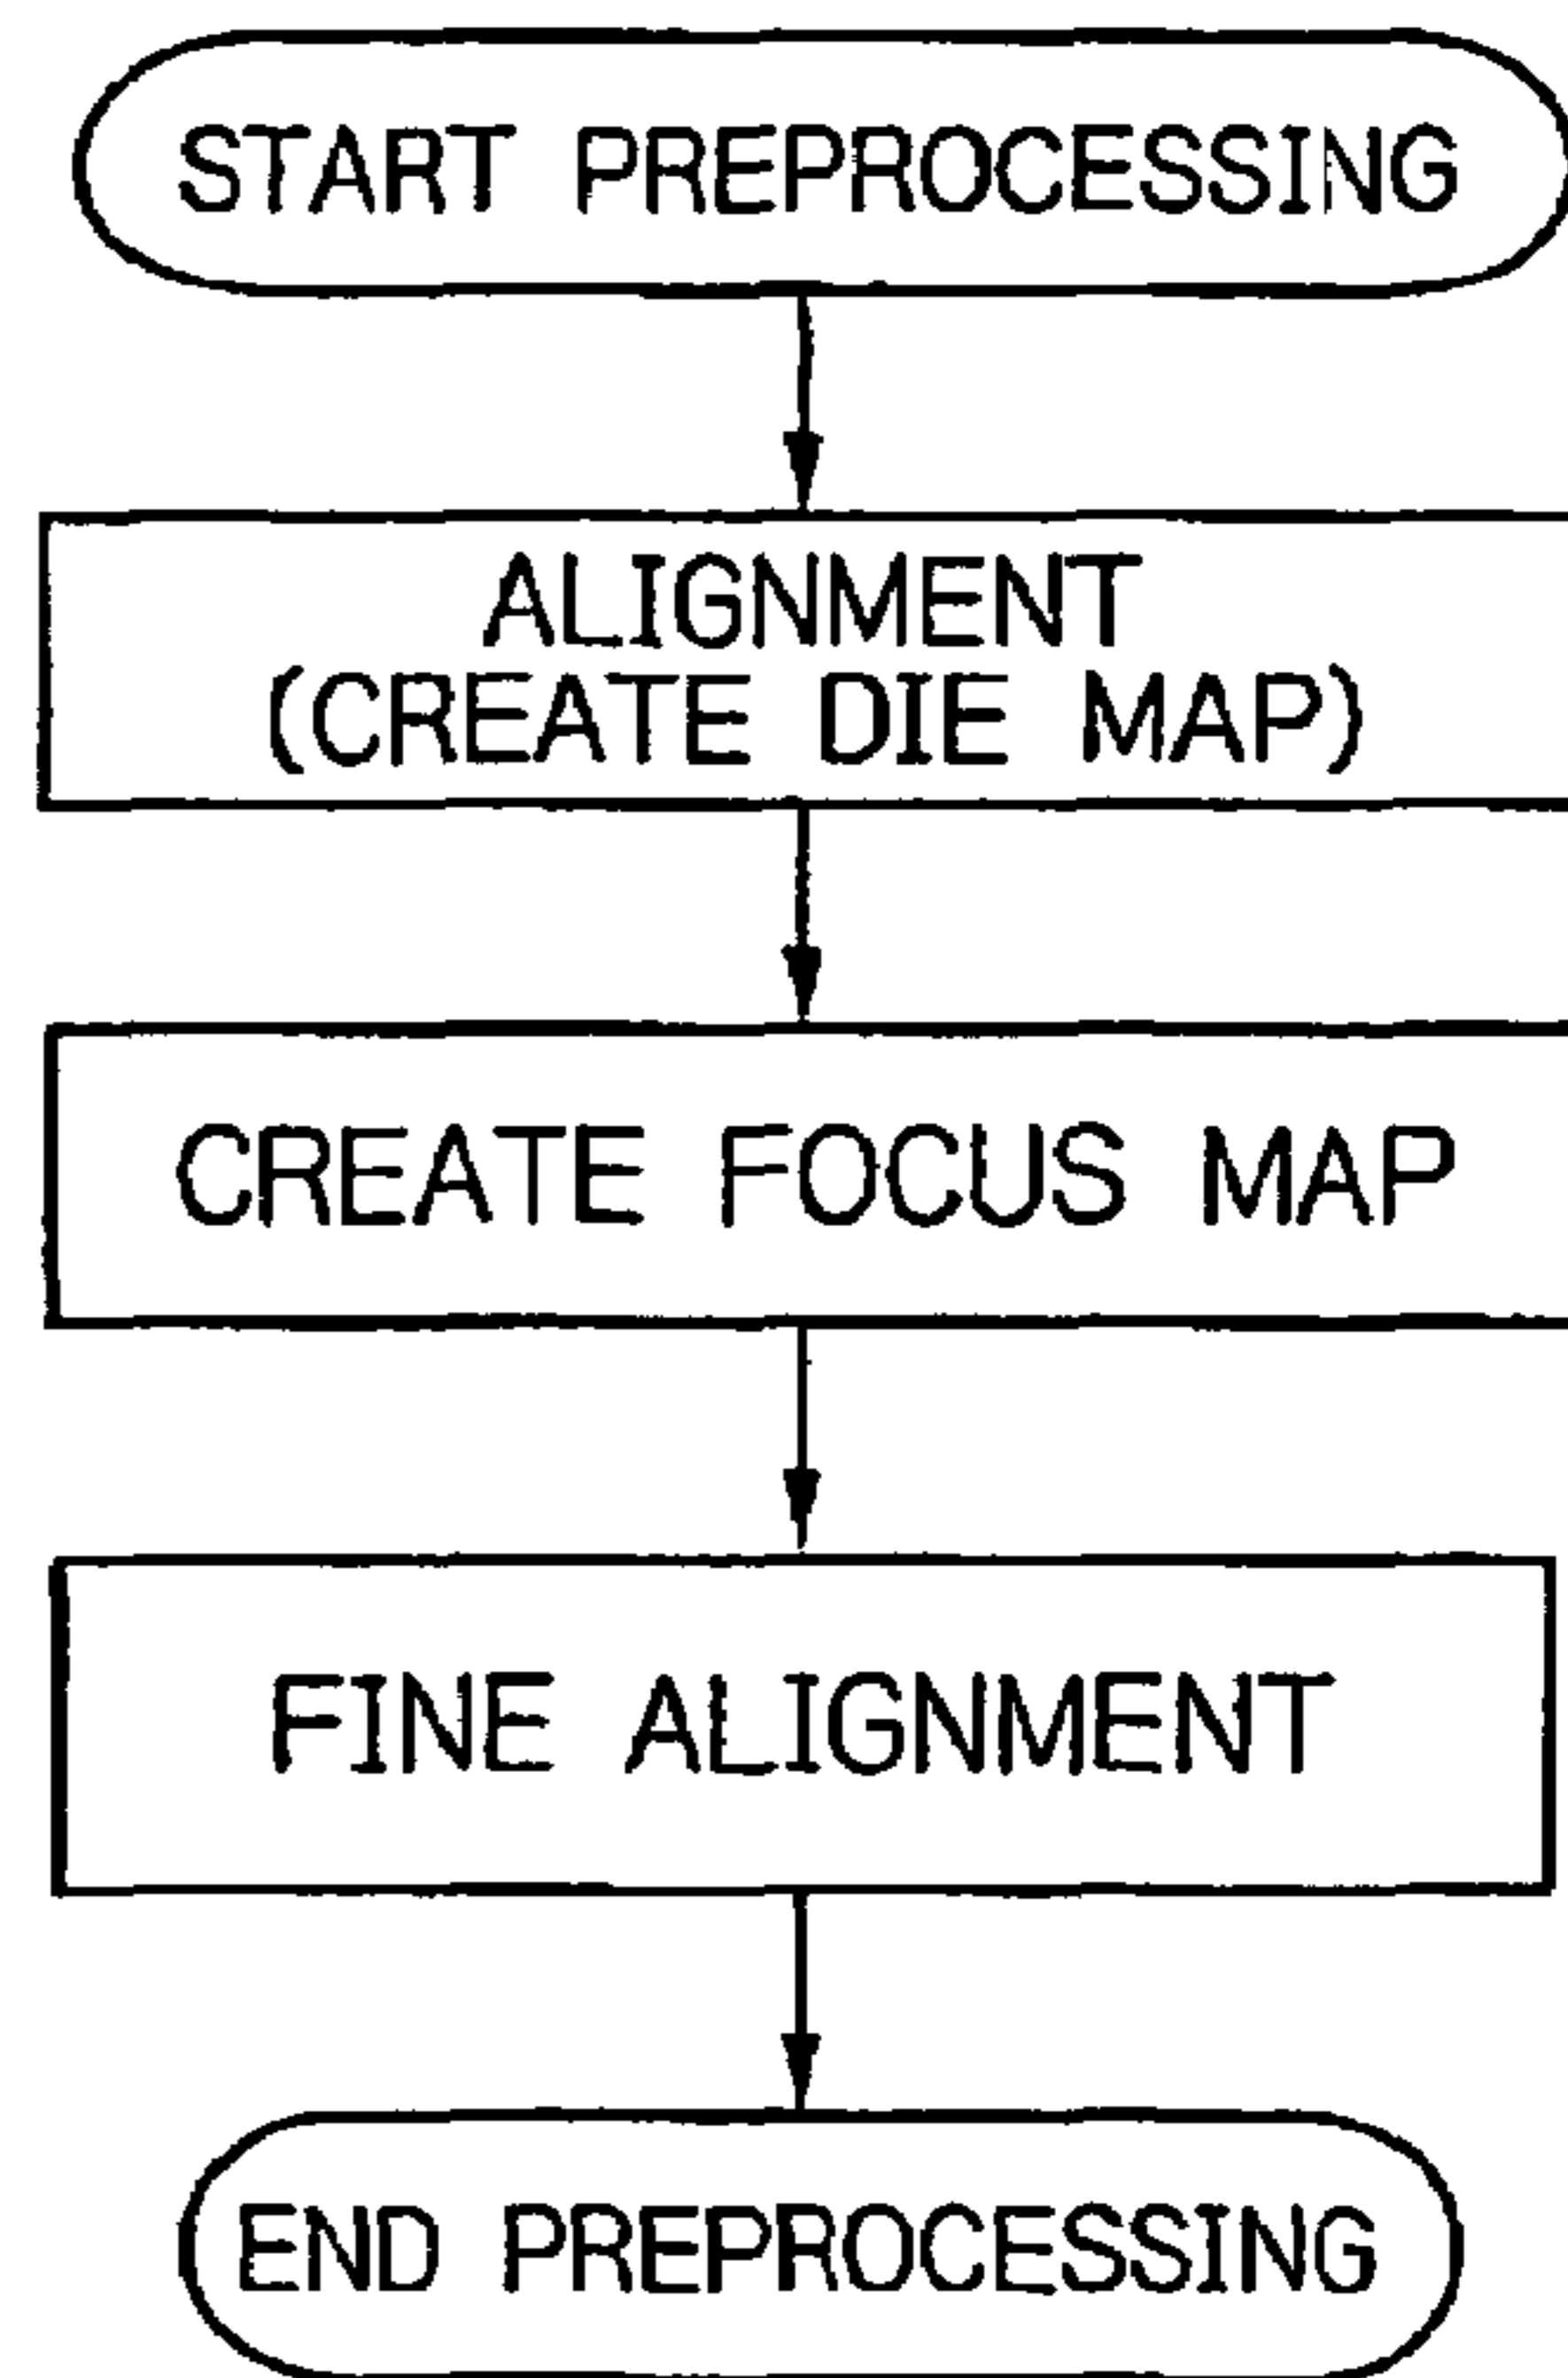 START PREPROCESSING
ALIGNMENT
(CREATE DIE MAP)
CREATE FOCUS MAP
FINE ALIGNMENT
END PREPROCESSING